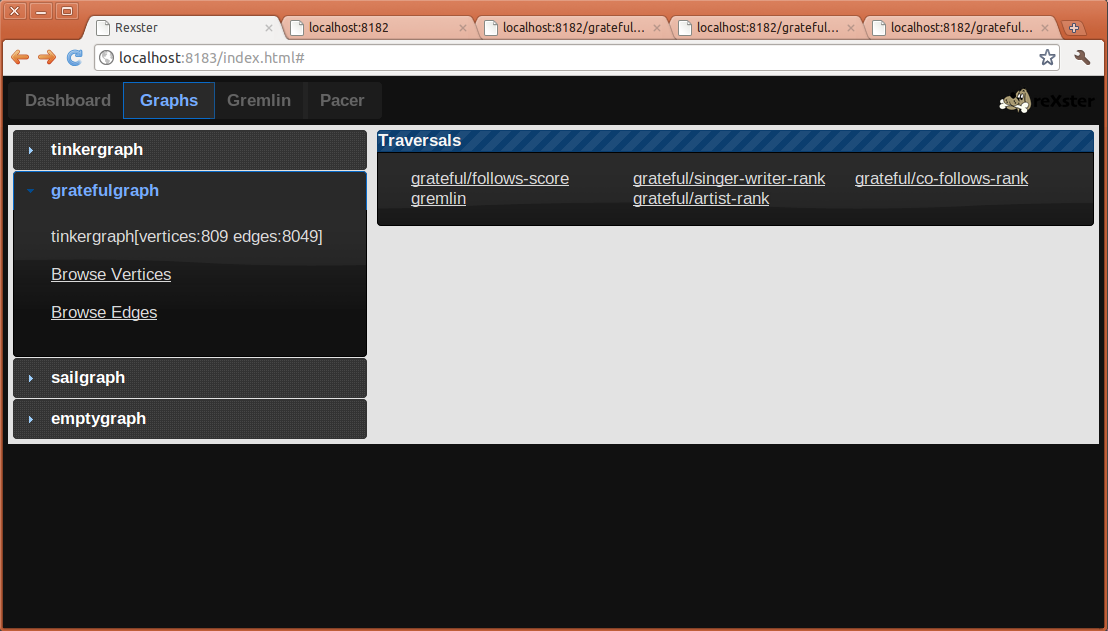 Rexster
localhost:8182
localhost:8182/grateful...
localhost:8182/grateful...
localhost:8182/grateful...
localhost:8183/index.html#
Dashboard Graphs Gremlin Pacer
reXster
tinkergraph
gratefulgraph
tinkergraph[vertices:809 edges:8049]
Browse Vertices
Browse Edges
sailgraph
emptygraph
Traversals
grateful/follows-score grateful/singer-writer-rank grateful/co-follows-rank
gremlin grateful/artist-rank